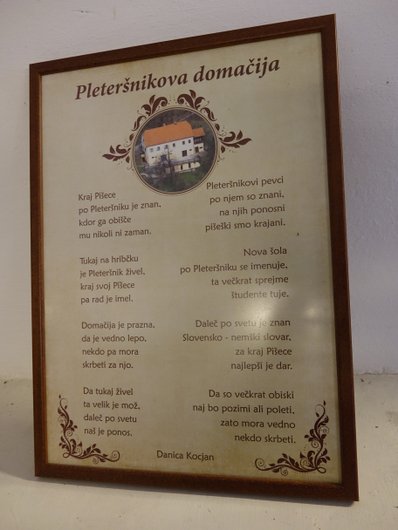 Pleteršnikova domačija
Kraj Pišece
po Pleteršniku je znan,
kdor ga obišče
mu nikoli ni zaman.
Tukaj na hribčku
je Pleteršnik živel,
kraj svoj Pišece
pa rad je imel.
Domačija je prazna,
da je vedno lepo,
nekdo pa mora
skrbeti za njo.
Da tukaj živel
ta velik je mož,
daleč po svetu
naš je ponos.
Pleteršnikovi pevci
po njem so znani,
na njih ponosni
pišeški smo krajani.
Nova šola
po Pleteršniku se imenuje,
ta večkrat sprejme
študente tuje.
Daleč po svetu je znan
Slovensko - nemški slovar,
za kraj Pišece
najlepši je dar.
Da so večkrat obiski
naj bo pozimi ali poleti,
zato mora vedno
nekdo skrbeti.
Danica Kocjan